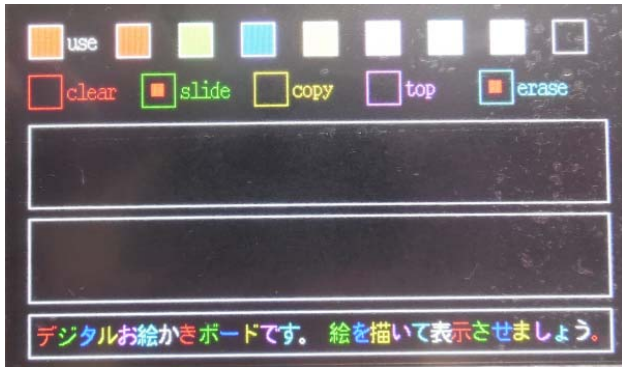 use
clear slide copy top erase
デジタルお絵かきボードです。 絵を描いて表示させましょう。